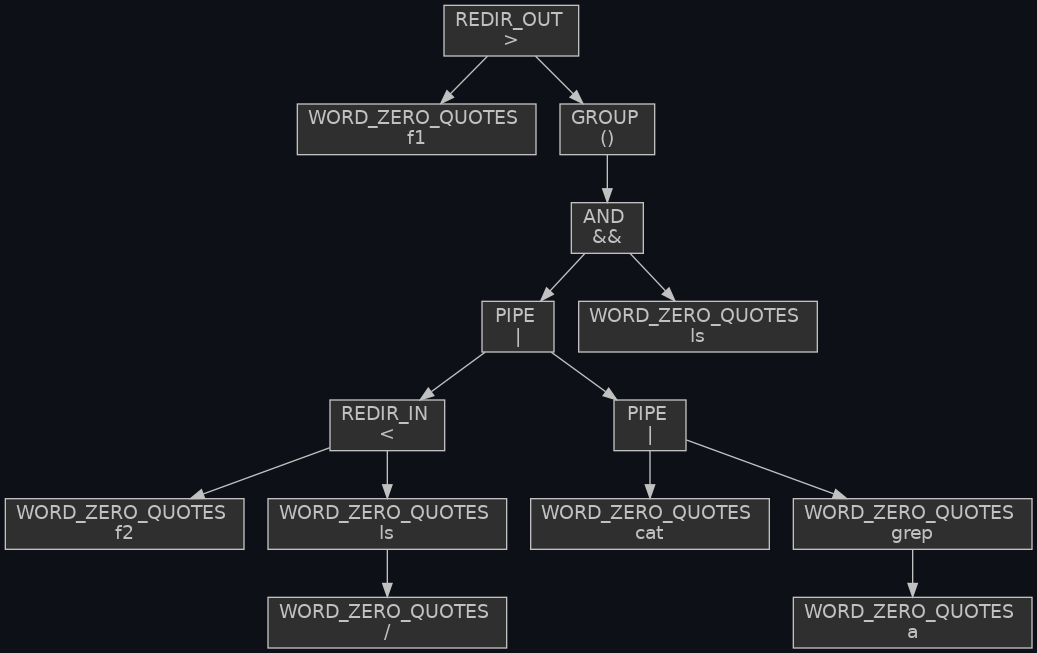 REDIR_OUT
>
WORD_ZERO_QUOTES
f1
GROUP
()
AND
&&
PIPE
|
WORD_ZERO_QUOTES
ls
REDIR_IN
<
PIPE
|
WORD_ZERO_QUOTES
f2
WORD_ZERO_QUOTES
ls
WORD_ZERO_QUOTES
cat
WORD_ZERO_QUOTES
grep
WORD_ZERO_QUOTES
/
WORD_ZERO_QUOTES
a